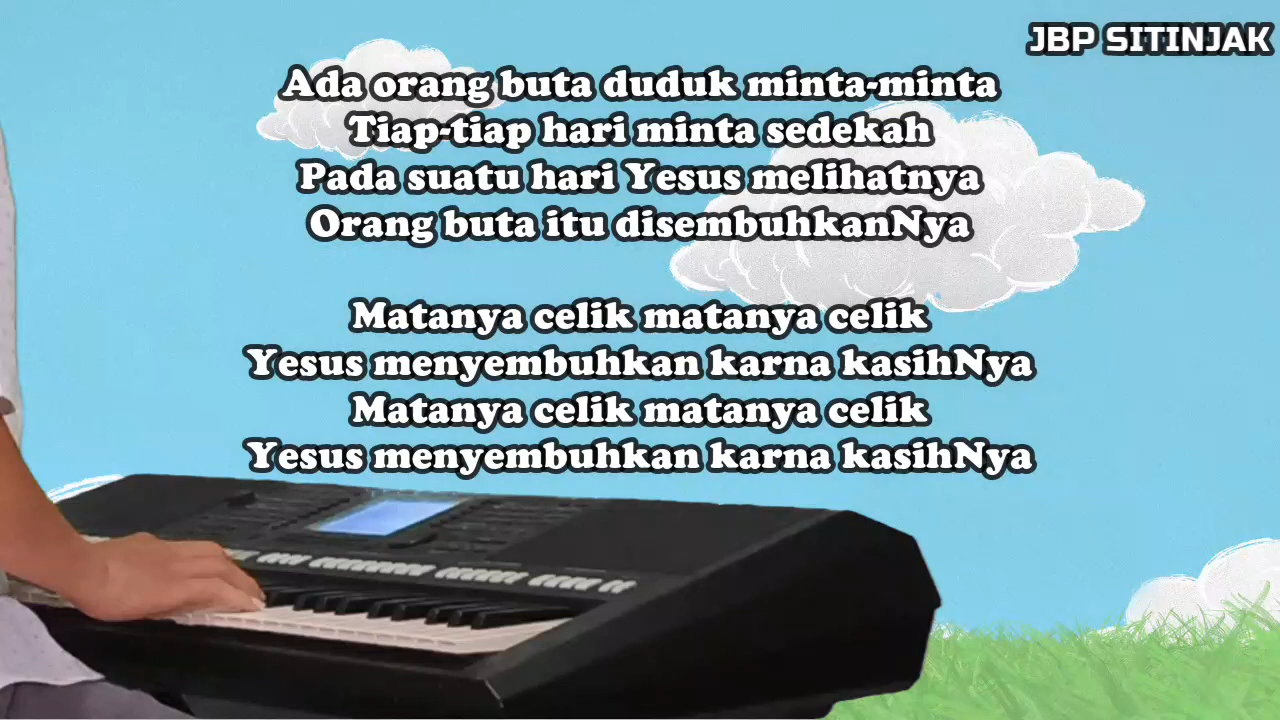 JBP SITINJAK
Ada orang buta duduk minta-minta
Tiap-tiap hari minta sedekah
Pada suatu hari Yesus melihatnya
Orang buta itu disembuhkanNya
Matanya celik matanya celik
Yesus menyembuhkan karna kasihNya
Matanya celik matanya celik
Yesus menyembuhkan karna kasihNya